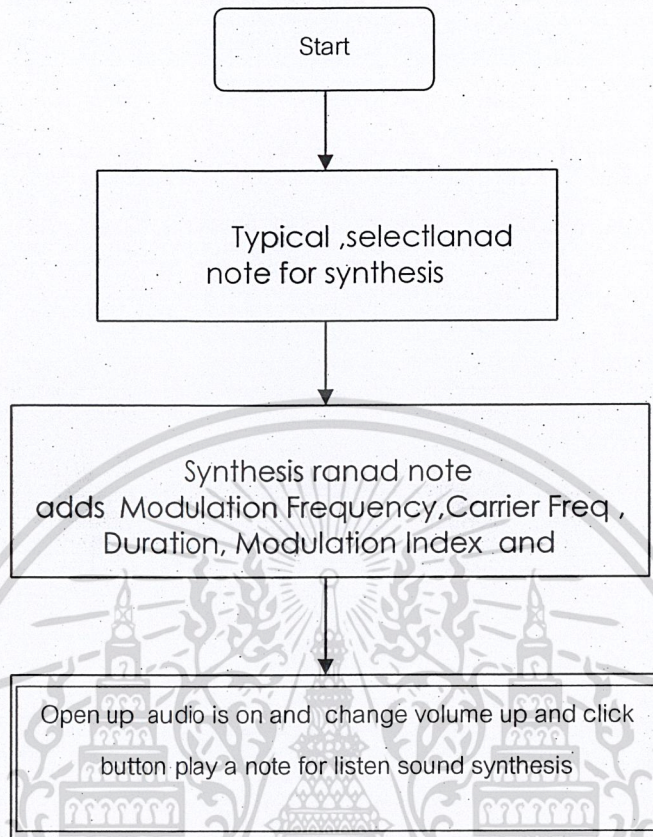 Start
Typical ,selectlanad
note for synthesis
Synthesis ranad note
adds Modulation Frequency,Carrier Freq ,
Duration, Modulation Index and
Open up audio is on and change volume up and click
button play a note for listen sound synthesis